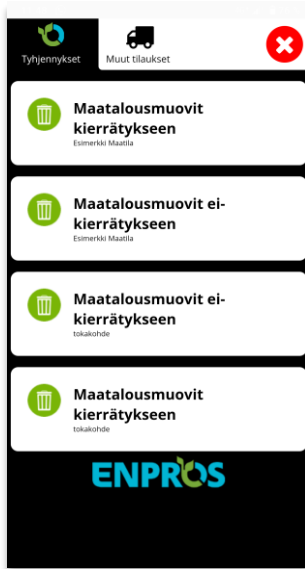 Tyhjennykset
Muut tilaukset
Maatalousmuovit
kierrätykseen
Esimerkki Maatila
Maatalousmuovit ei-
kierrätykseen
Esimerkki Maatila
Maatalousmuovit ei-
kierrätykseen
tokakohde
Maatalousmuovit
kierrätykseen
tokakohde
ENPROS